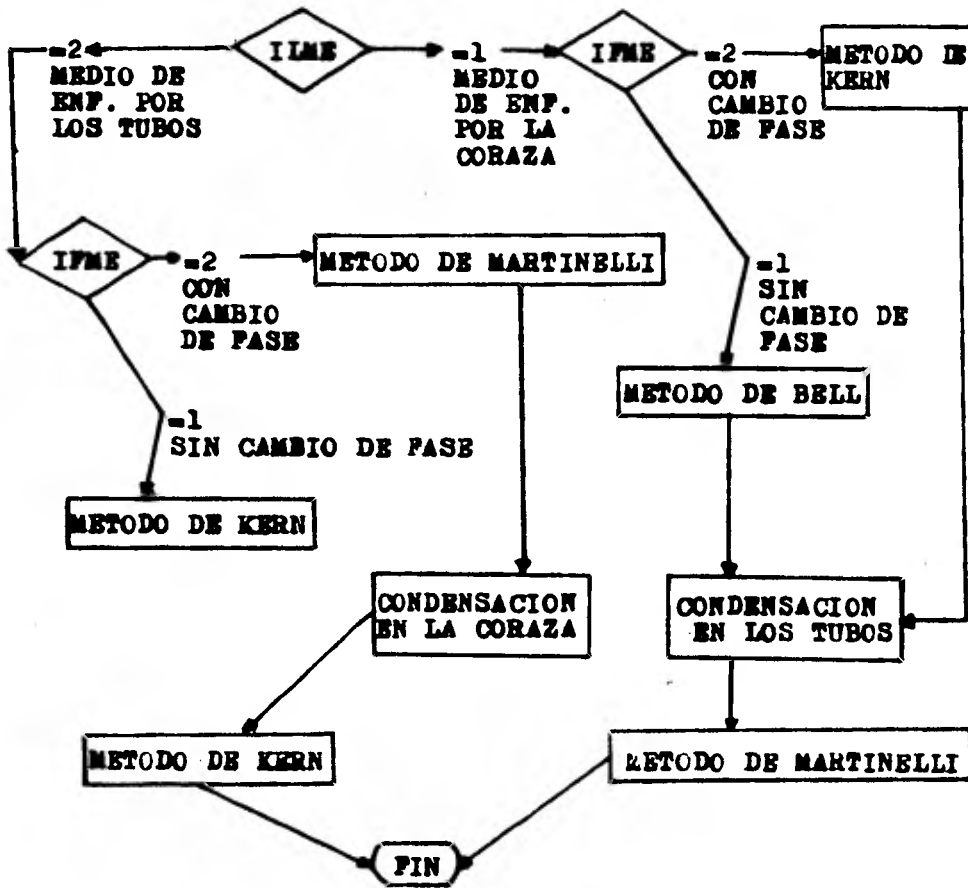 ILME
=2
MEDIO DE
ENF. POR
LOS TUBOS
=1
MEDIO
DE ENF.
POR LA
CORAZA
IFME
=2
CON
CAMBIO
DE FASE
METODO DE
KERN
IFME
=2
CON
CAMBIO
DE FASE
METODO DE MARTINELLI
=1
SIN
CAMBIO DE
FASE
METODO DE BELL
=1
SIN CAMBIO DE FASE
METODO DE KERN
CONDENSACION
EN LA CORAZA
CONDENSACION
EN LOS TUBOS
METODO DE KERN
METODO DE MARTINELLI
FIN